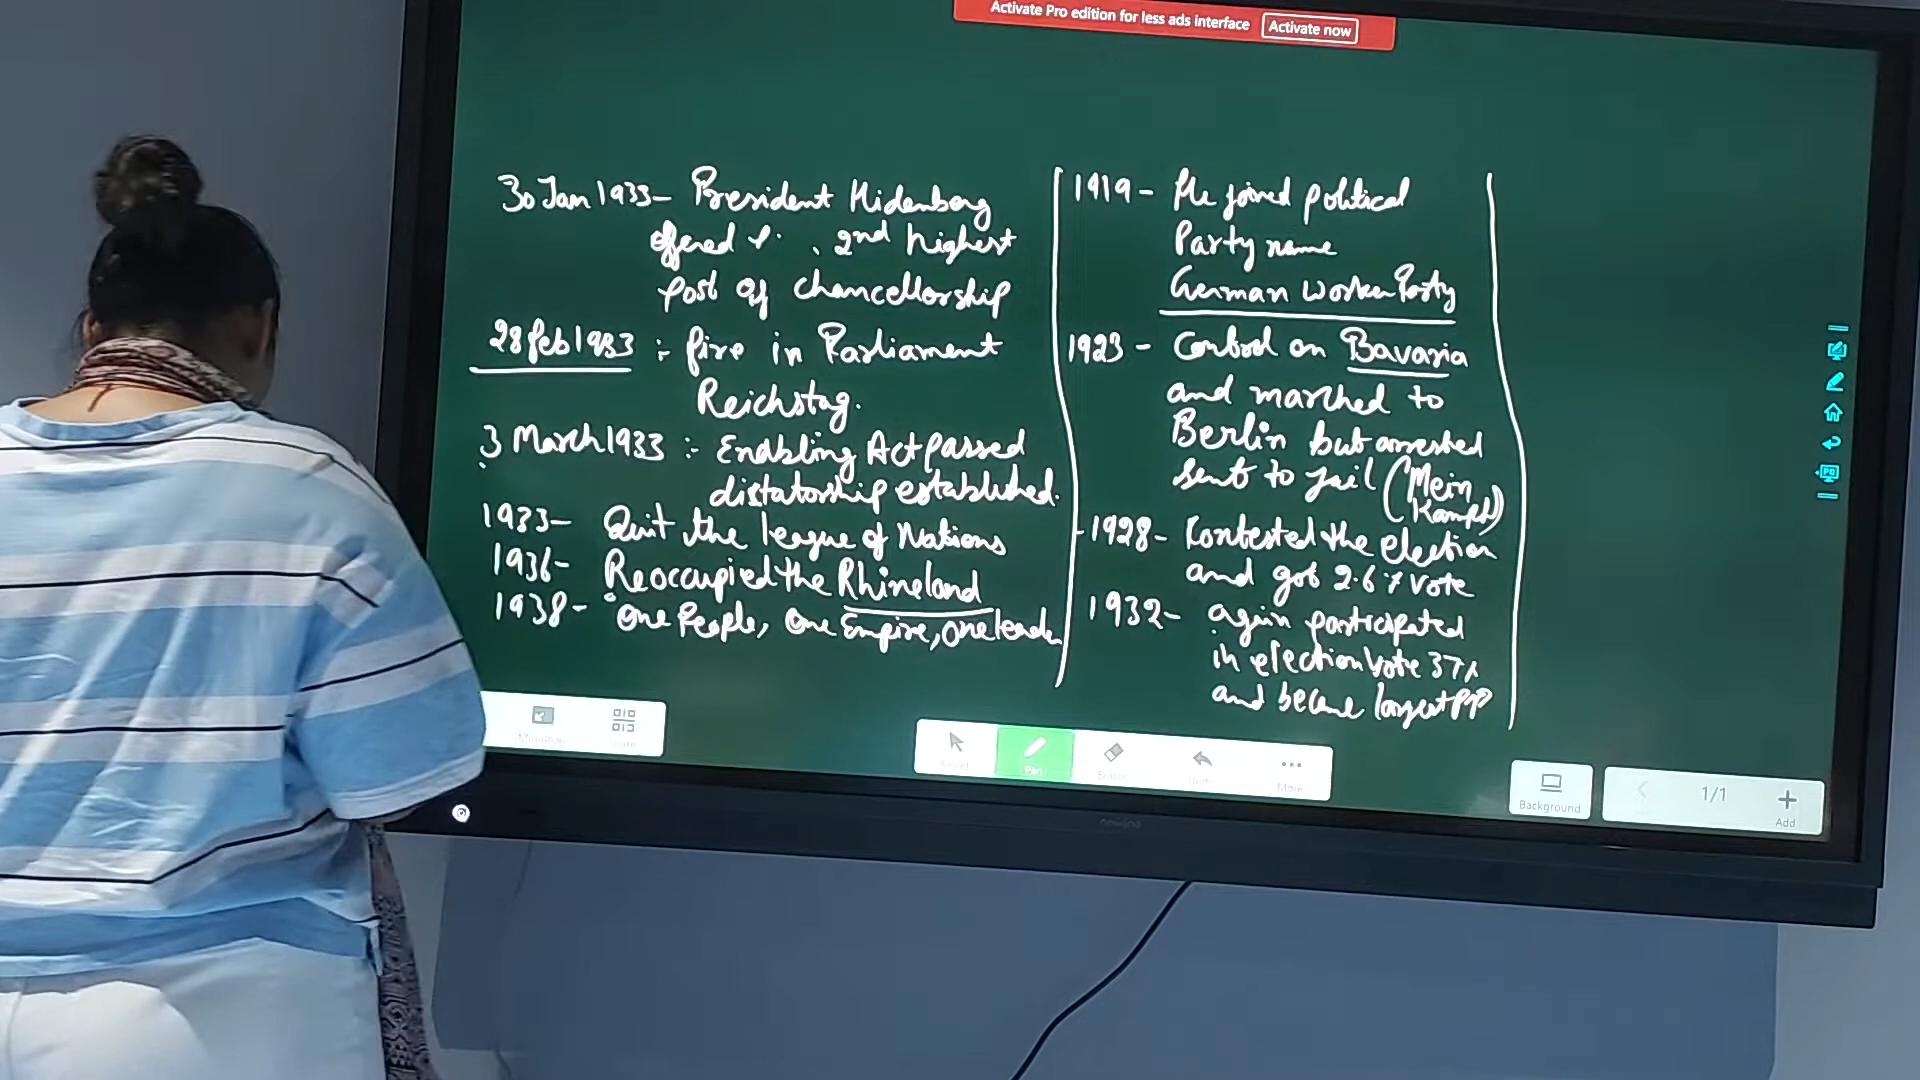 Activate Pro edition for less ads interface Activate now
30 Jan 1933- President Hidenberg
offered 2nd highest
post of chancellorship
28 feb 1933 :- fire in Parliament
Reichstag.
3 March 1933 :- Enabling Act passed
distatorship established.
1933- Quit the league of Nations
1936- Reoccupied the Rhineland
1938- One People, One Empire, One leader
1919- He joined political
Party name
German Worker Party
1923- Control on Bavaria
and marched to
Berlin but arrested
sent to jail (Mein
Kampf)
1928- Contested the election
and got 2.6% vote
1932- again participated
in election vote 37%
and became largest PP
Pen
More
Background
1/1
Add